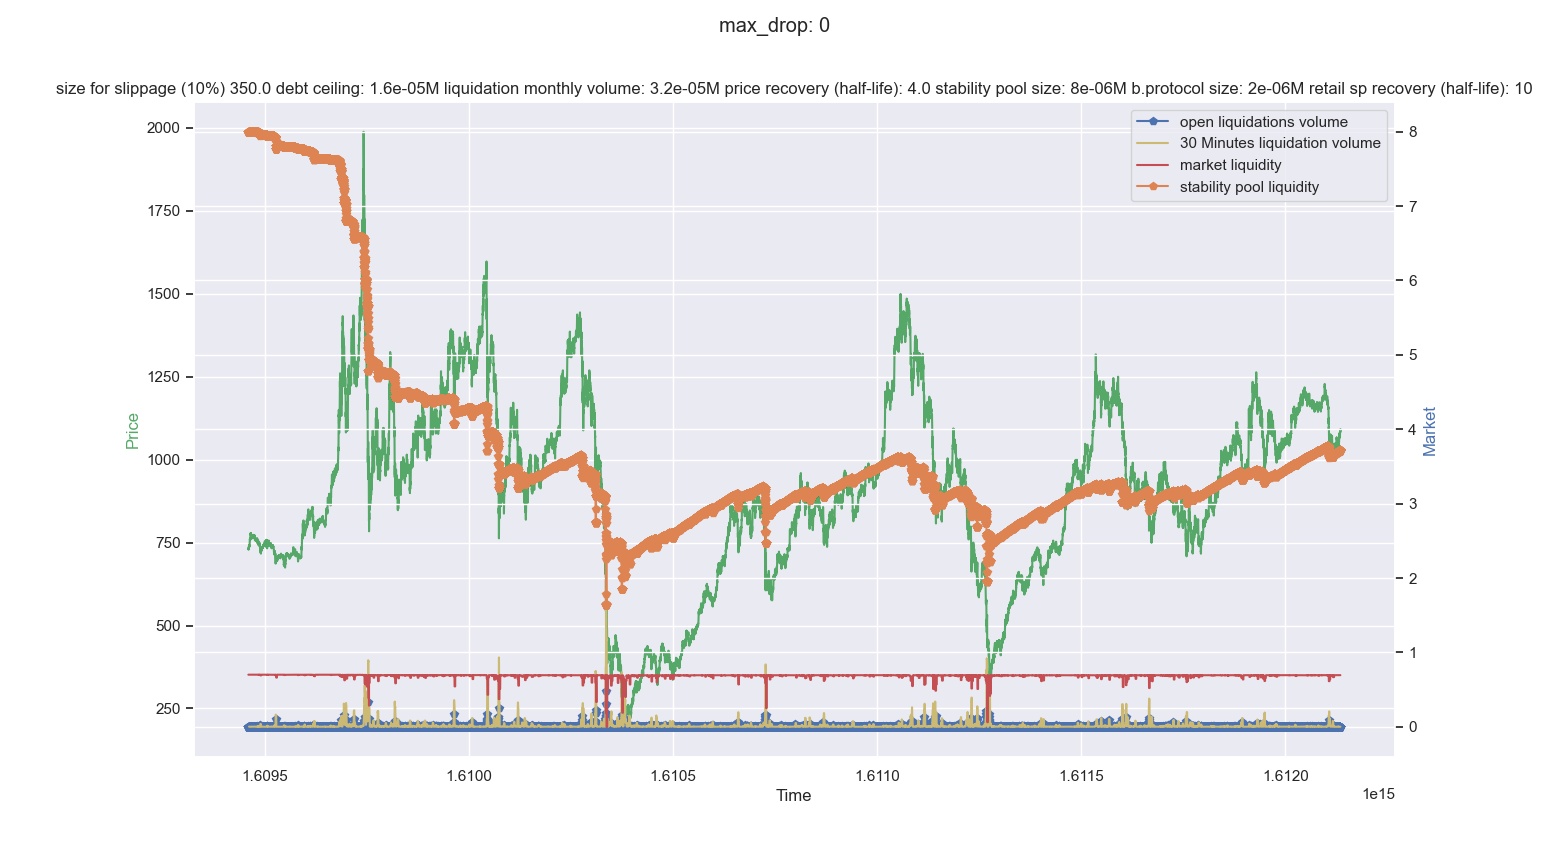 max_drop: 0
size for slippage (10%) 350.0 debt ceiling: 1.6e-05M liquidation monthly volume: 3.2e-05M price recovery (half-life): 4.0 stability pool size: 8e-06M b.protocol size: 2e-06M retail sp recovery (half-life): 10
open liquidations volume
30 Minutes liquidation volume
market liquidity
stability pool liquidity
2000
1750
1500
1250
1000
750
500
250
Price
8
7
6
5
4
3
2
1
0
Market
1.6095
1.6100
1.6105
1.6110
1.6115
1.6120
1e15
Time